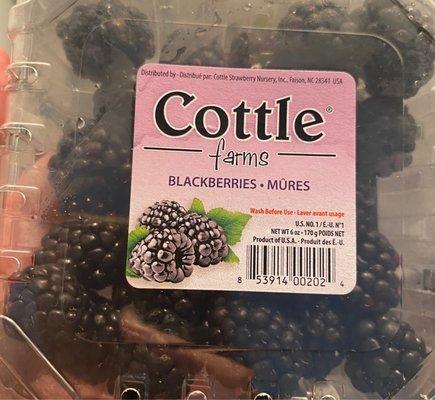 Distributed by - Distribué par: Cottle Strawberry Nursery, Inc., Faison, NC 28341 USA
Cottle®
farms
BLACKBERRIES • MÛRES
Wash Before Use - Laver avant usage
U.S. NO. 1 / É.-U. N°1
NET WT 6 oz - 170 g POIDS NET
Product of U.S.A. - Produit des É.-U.
8 53914 00202 4